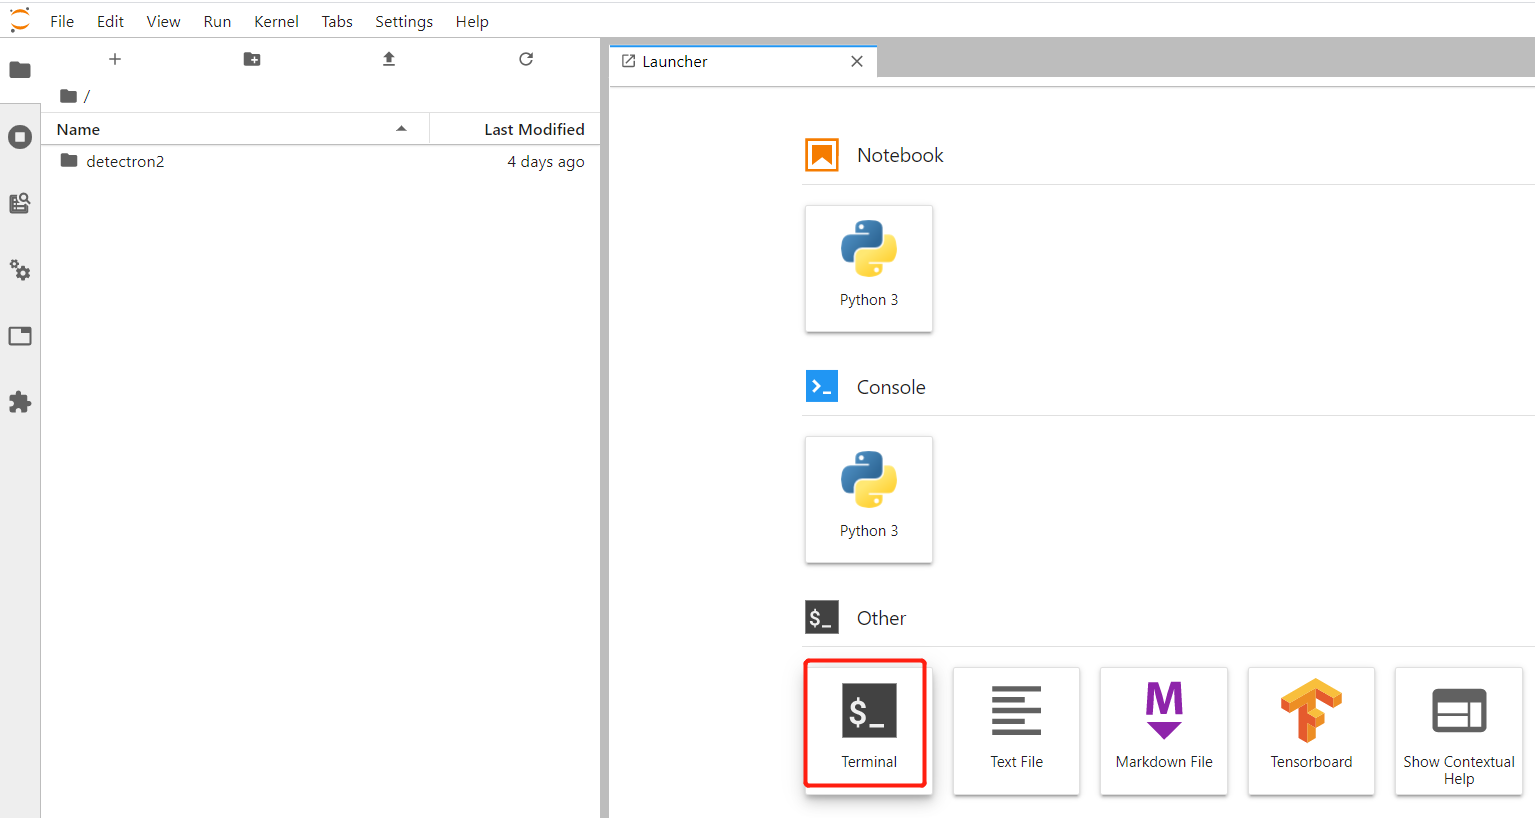 File Edit View Run Kernel Tabs Settings Help
Launcher
/
Name Last Modified
detectron2 4 days ago
Notebook
Python 3
Console
Python 3
$_ Other
$_
Terminal
Text File
Markdown File
Tensorboard
Show Contextual
Help